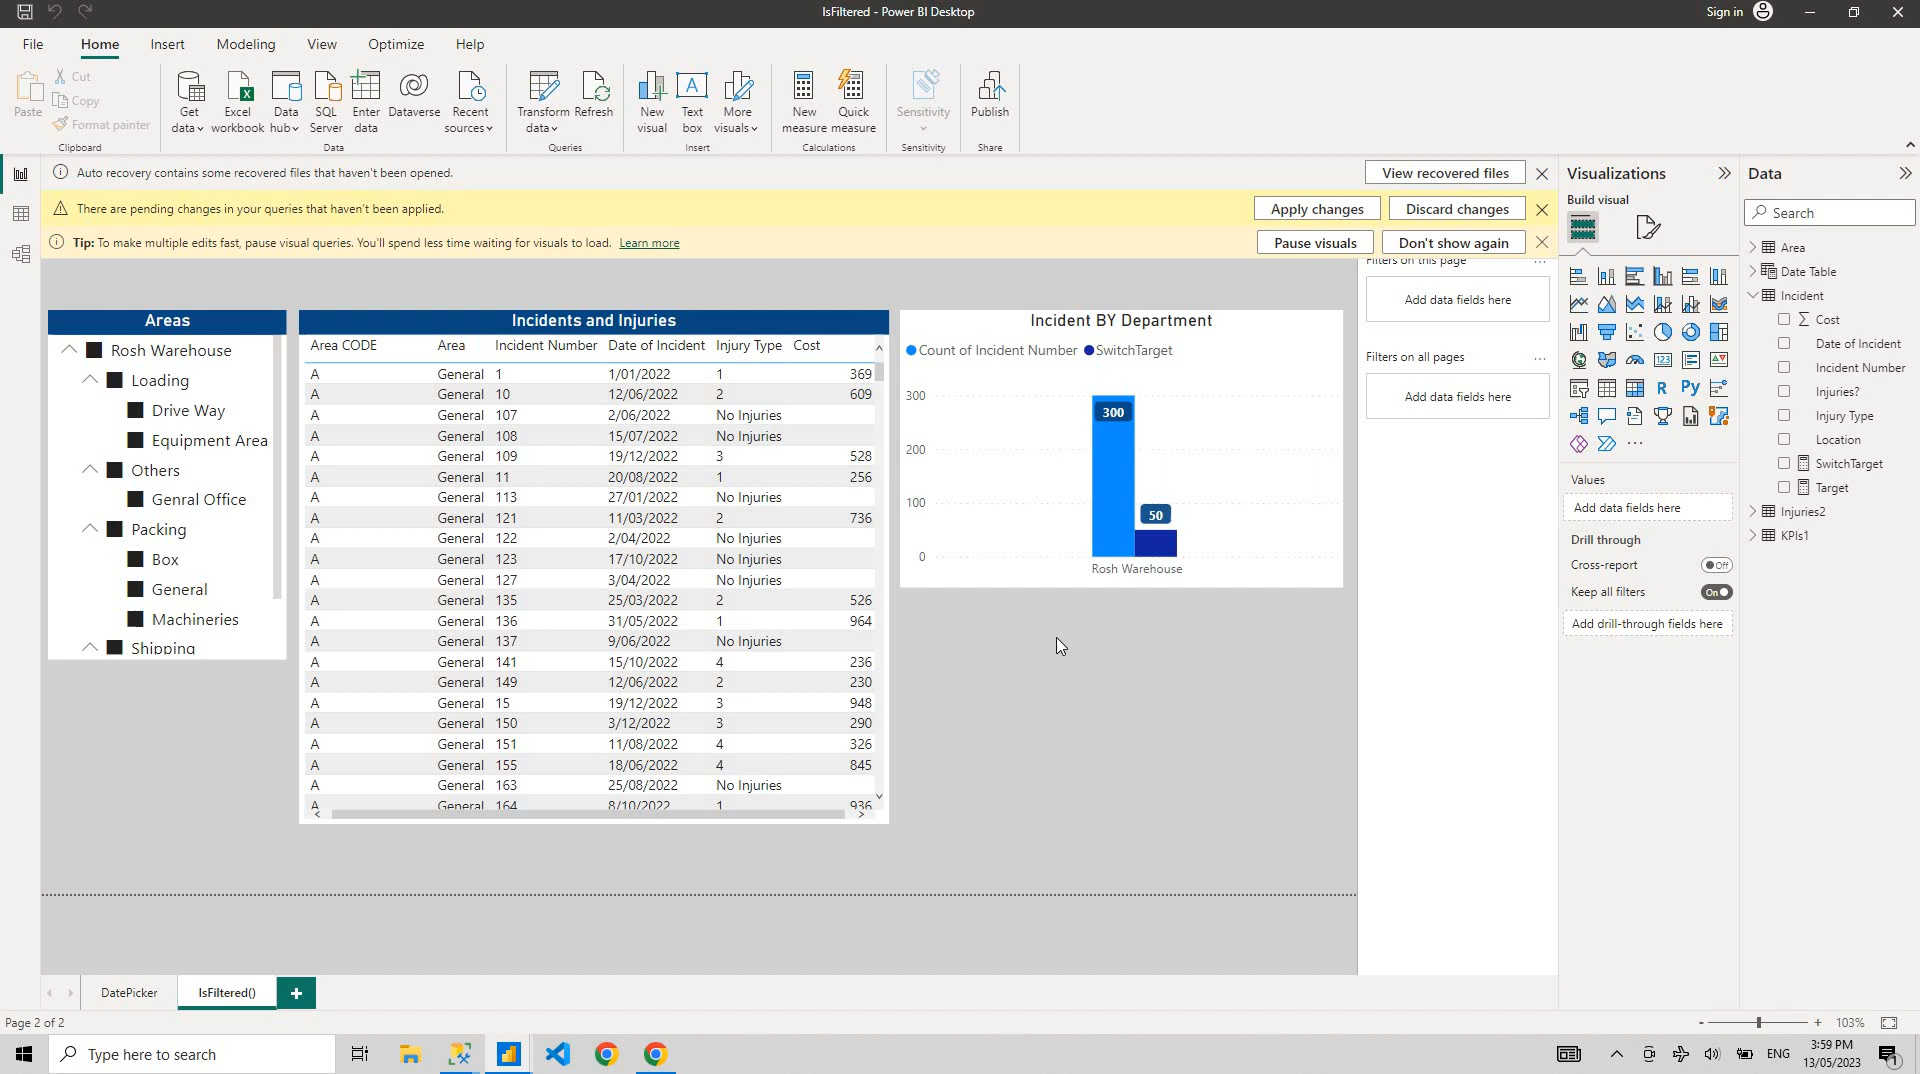 IsFiltered - Power BI Desktop
Sign in
File Home Insert Modeling View Optimize Help
Paste
Cut
Copy
Format painter
Clipboard
Get data
Excel workbook
Data hub
SQL Server
Enter data
Dataverse
Recent sources
Data
Transform data
Refresh
Queries
New visual
Text box
More visuals
Insert
New measure
Quick measure
Calculations
Sensitivity
Sensitivity
Publish
Share
Auto recovery contains some recovered files that haven't been opened.
View recovered files
There are pending changes in your queries that haven't been applied.
Apply changes
Discard changes
Tip: To make multiple edits fast, pause visual queries. You'll spend less time waiting for visuals to load. Learn more
Pause visuals
Don't show again
Areas
Rosh Warehouse
Loading
Drive Way
Equipment Area
Others
Genral Office
Packing
Box
General
Machineries
Shipping
Incidents and Injuries
Area CODE Area Incident Number Date of Incident Injury Type Cost
A General 1 1/01/2022 1 369
A General 10 12/06/2022 2 609
A General 107 2/06/2022 No Injuries
A General 108 15/07/2022 No Injuries
A General 109 19/12/2022 3 528
A General 11 20/08/2022 1 256
A General 113 27/01/2022 No Injuries
A General 121 11/03/2022 2 736
A General 122 2/04/2022 No Injuries
A General 123 17/10/2022 No Injuries
A General 127 3/04/2022 No Injuries
A General 135 25/03/2022 2 526
A General 136 31/05/2022 1 964
A General 137 9/06/2022 No Injuries
A General 141 15/10/2022 4 236
A General 149 12/06/2022 2 230
A General 15 19/12/2022 3 948
A General 150 3/12/2022 3 290
A General 151 11/08/2022 4 326
A General 155 18/06/2022 4 845
A General 163 25/08/2022 No Injuries
A General 164 8/10/2022 1 936
Incident BY Department
Count of Incident Number SwitchTarget
300
200
100
0
300
50
Rosh Warehouse
Filters on this page
Add data fields here
Filters on all pages
Add data fields here
Visualizations
Build visual
R
Py
123
Values
Add data fields here
Drill through
Cross-report Off
Keep all filters On
Add drill-through fields here
Data
Search
Area
Date Table
Incident
Cost
Date of Incident
Incident Number
Injuries?
Injury Type
Location
SwitchTarget
Target
Injuries2
KPIs1
DatePicker
IsFiltered()
Page 2 of 2
103%
Type here to search
ENG
3:59 PM
13/05/2023
1